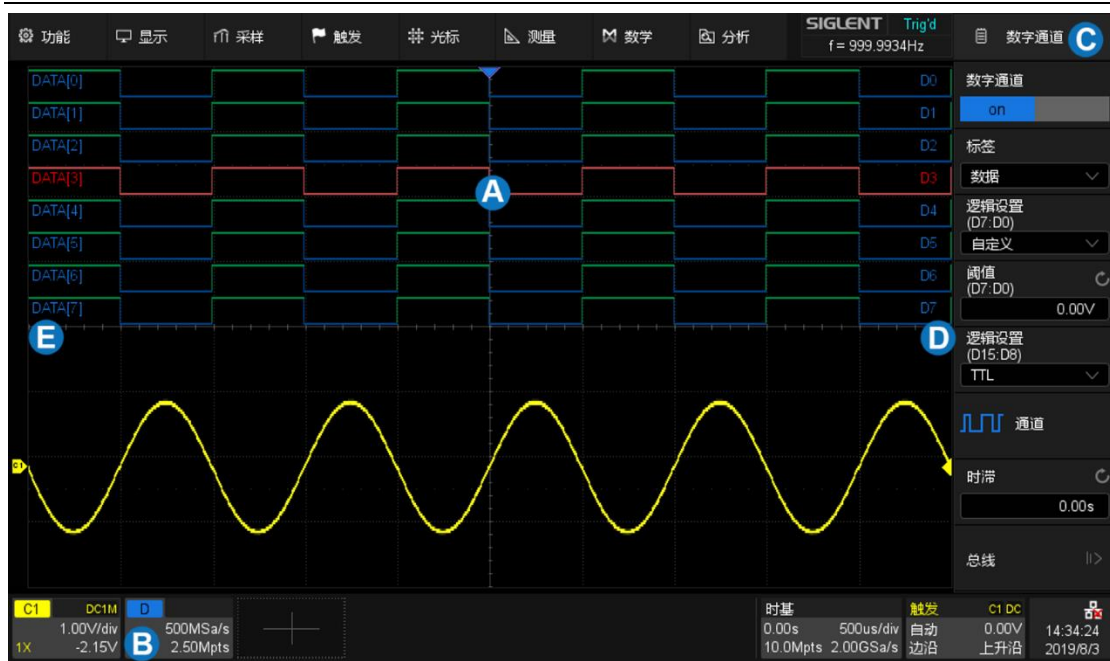 功能 显示 采样 触发 光标 测量 数学 分析 SIGLENT Trig'd
f = 999.9934Hz
数字通道 C
数字通道
on
标签
数据
逻辑设置
(D7:D0)
自定义
阈值
(D7:D0)
0.00V
逻辑设置
(D15:D8)
TTL
通道
时滞
0.00s
总线
DATA[0] D0
DATA[1] D1
DATA[2] D2
DATA[3] D3
A
DATA[4] D4
DATA[5] D5
DATA[6] D6
DATA[7] D7
E D
C1
C1 DC1M
1.00V/div
1X -2.15V
D
500MSa/s
B 2.50Mpts
时基
0.00s 500us/div
10.0Mpts 2.00GSa/s
触发 C1 DC
自动 0.00V
边沿 上升沿
14:34:24
2019/8/3